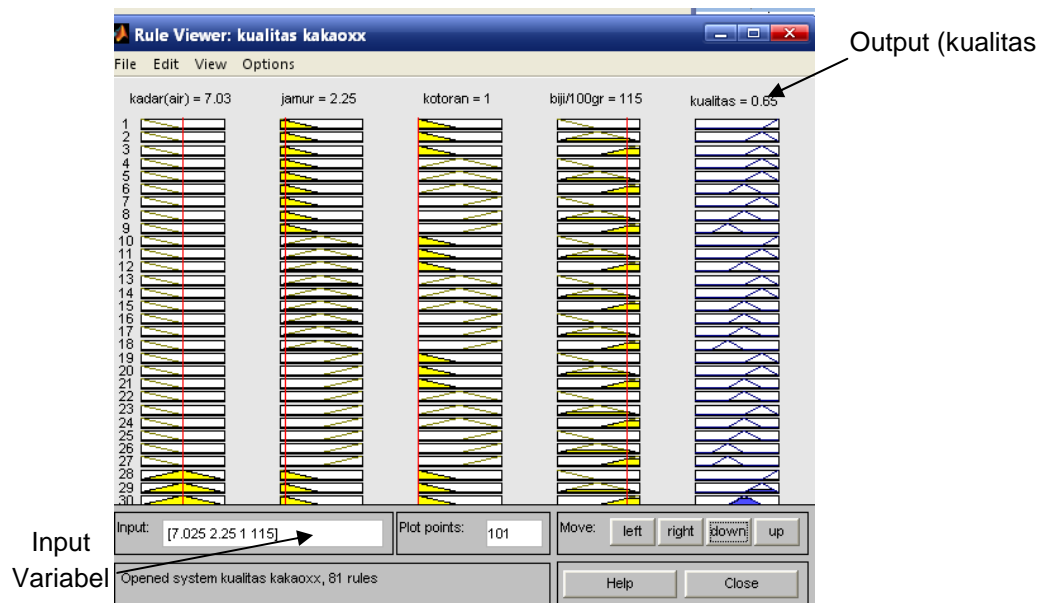 Rule Viewer: kualitas kakaoxx
Output (kualitas
File Edit View Options
kadar(air) = 7.03
jamur = 2.25
kotoran = 1
biji/100gr = 115
kualitas = 0.65
1
2
3
4
5
6
7
8
9
10
11
12
13
14
15
16
17
18
19
20
21
22
23
24
25
26
27
28
29
30
Input: [7.025 2.25 1 115]
Plot points: 101
Move: left right down up
Input
Variabel
Opened system kualitas kakaoxx, 81 rules
Help Close